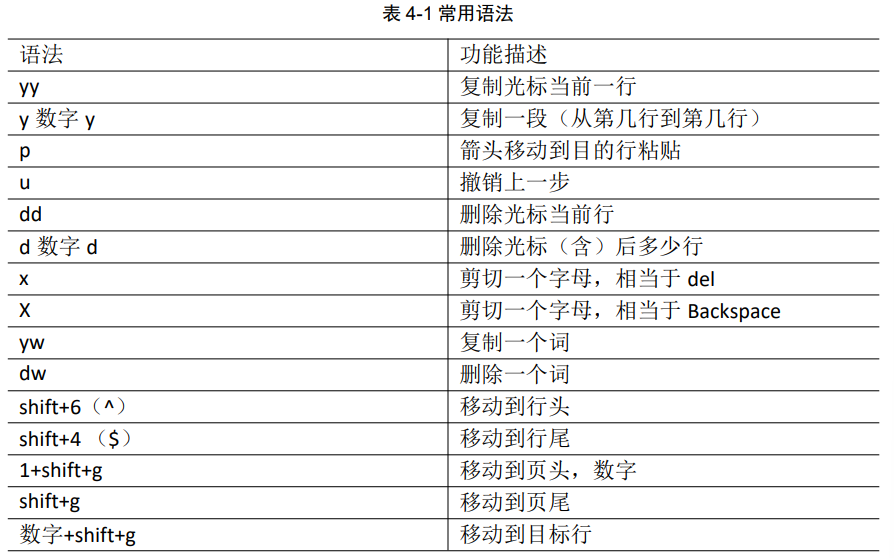 表 4-1 常用语法
语法 功能描述
yy 复制光标当前一行
y 数字 y 复制一段（从第几行到第几行）
p 箭头移动到目的行粘贴
u 撤销上一步
dd 删除光标当前行
d 数字 d 删除光标（含）后多少行
x 剪切一个字母，相当于 del
X 剪切一个字母，相当于 Backspace
yw 复制一个词
dw 删除一个词
shift+6（^） 移动到行头
shift+4 （$） 移动到行尾
1+shift+g 移动到页头，数字
shift+g 移动到页尾
数字+shift+g 移动到目标行